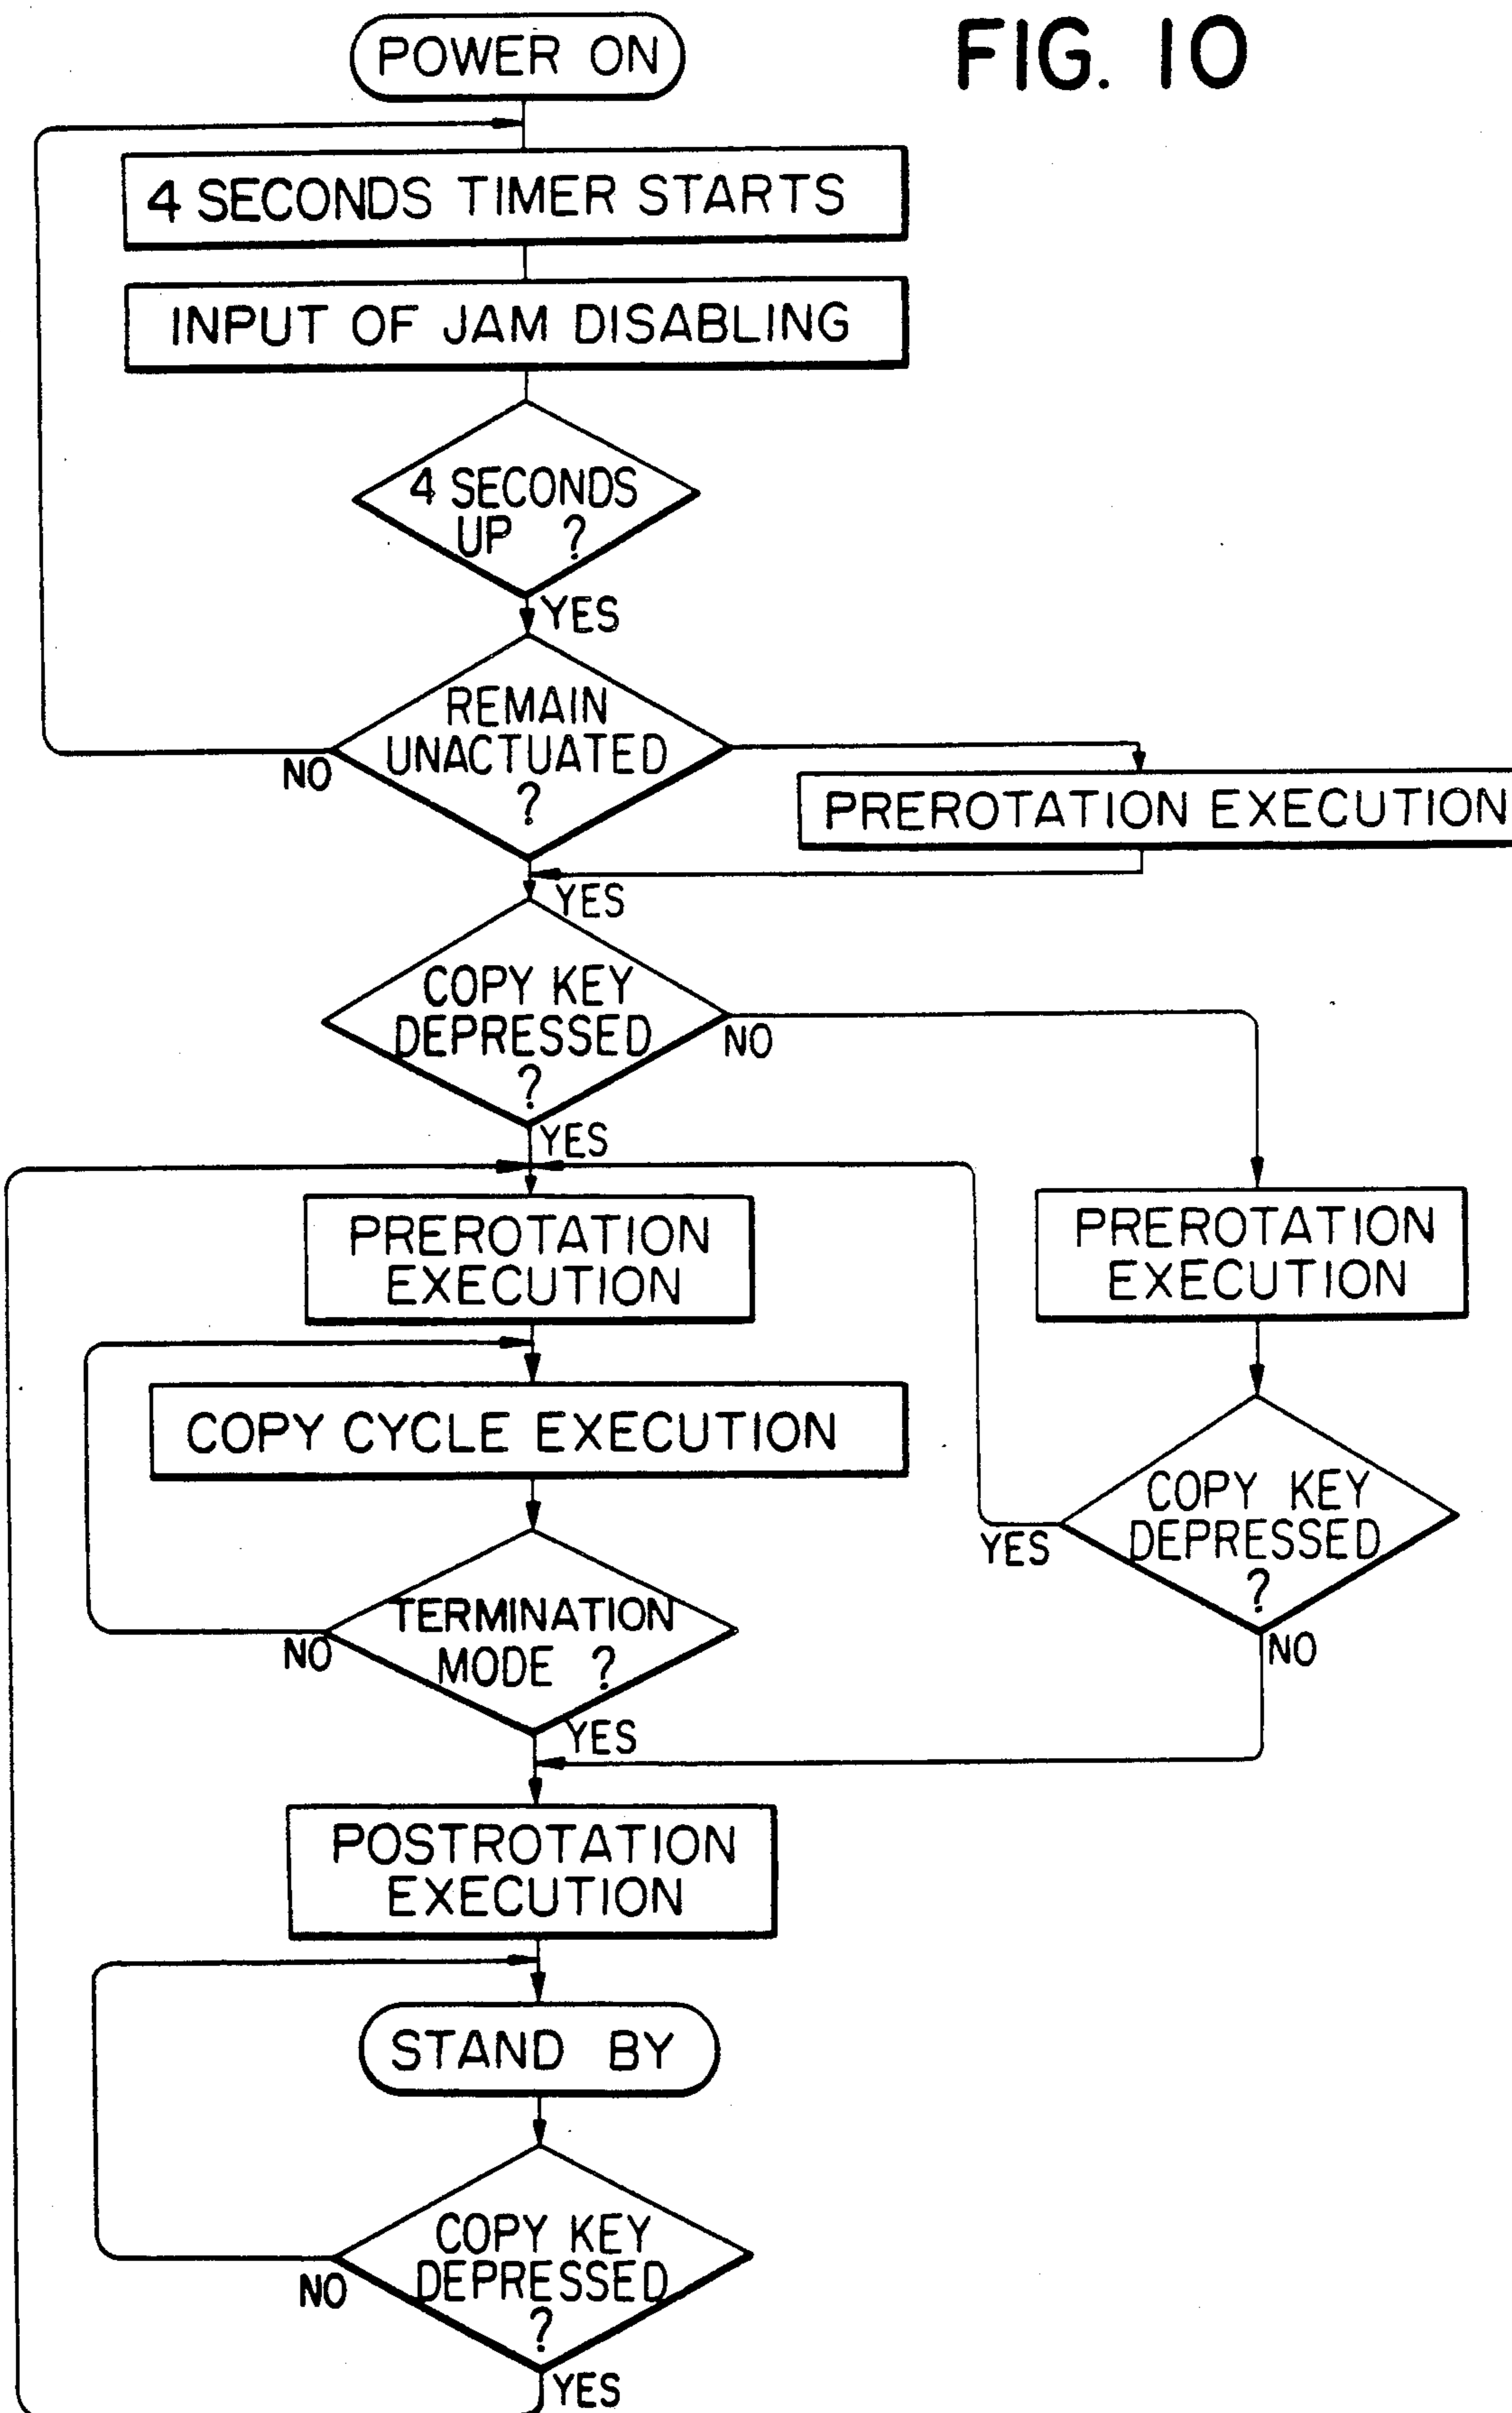 FIG. 10
POWER ON
4 SECONDS TIMER STARTS
INPUT OF JAM DISABLING
4 SECONDS
UP ?
YES
REMAIN
UNACTUATED
?
NO
PREROTATION EXECUTION
YES
COPY KEY
DEPRESSED
?
NO
YES
PREROTATION
EXECUTION
PREROTATION
EXECUTION
COPY CYCLE EXECUTION
COPY KEY
DEPRESSED
?
YES
NO
TERMINATION
MODE ?
NO
YES
POSTROTATION
EXECUTION
STAND BY
COPY KEY
DEPRESSED
?
NO
YES